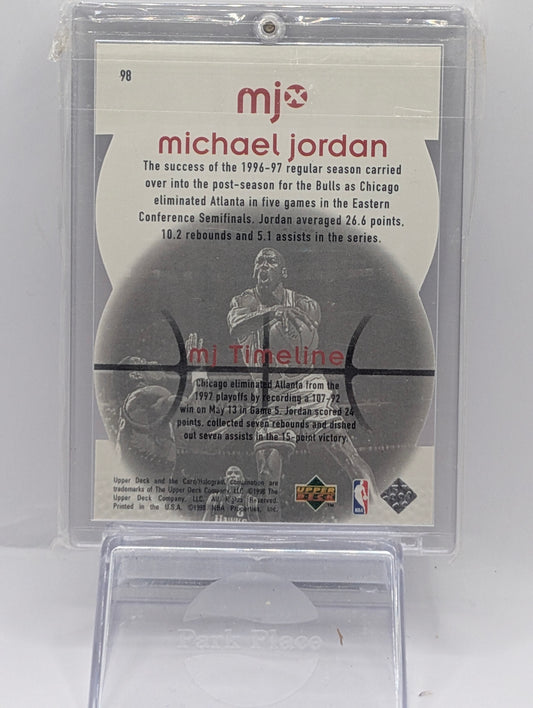 98
mjx
michael jordan
The success of the 1996-97 regular season carried
over into the post-season for the Bulls as Chicago
eliminated Atlanta in five games in the Eastern
Conference Semifinals. Jordan averaged 26.6 points,
10.2 rebounds and 5.1 assists in the series.
mj Timeline
Chicago eliminated Atlanta from the
1997 playoffs by recording a 107-92
win on May 13 in Game 5. Jordan scored 24
points, collected seven rebounds and dished
out seven assists in the 15-point victory.
Upper Deck and the Card/Hologram combination are
trademarks of The Upper Deck Company, LLC. ©1998 The
Upper Deck Company, LLC. All Rights Reserved.
Printed in the U.S.A. ©1998 NBA Properties, Inc.
UPPER
DECK
TM
NBA
HAWKS
Park Place